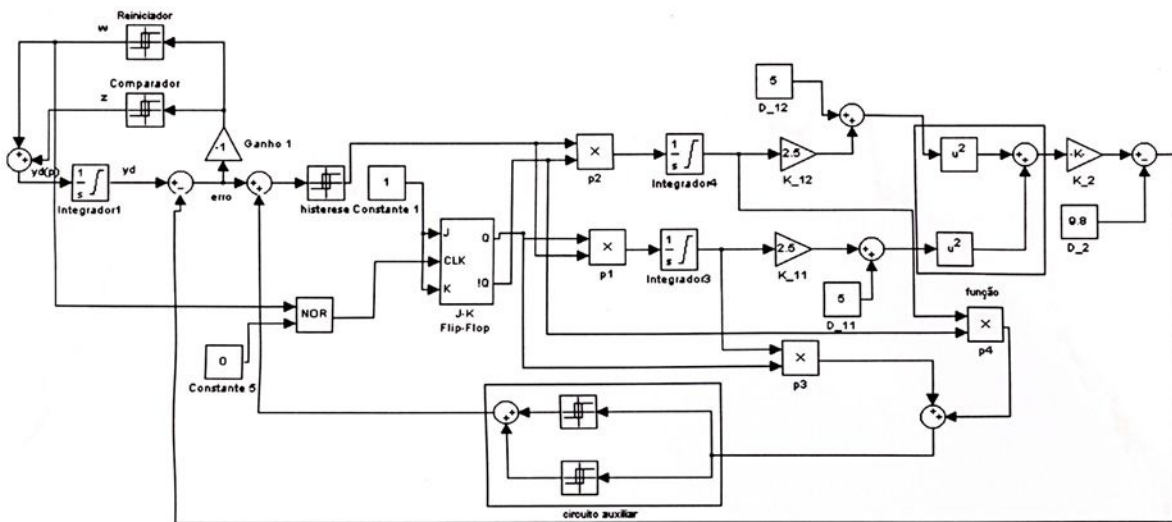 w
Reiniciador
Comparador
z
-1
Ganho 1
yd(p)
1
s
Integrador1
yd
erro
histerese
1
Constante 1
J
CLK
K
Q
!Q
J-K
Flip-Flop
NOR
0
Constante 5
×
p2
1
s
Integrador4
2.5
K_12
5
D_12
u²
×
p1
1
s
Integrador3
2.5
K_11
5
D_11
u²
função
-K-
K_2
9.8
D_2
×
p4
×
p3
circuito auxiliar